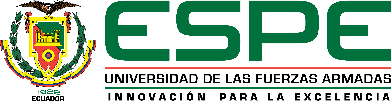 ESPE
UNIVERSIDAD DE LAS FUERZAS ARMADAS
INNOVACIÓN PARA LA EXCELENCIA
ECUADOR